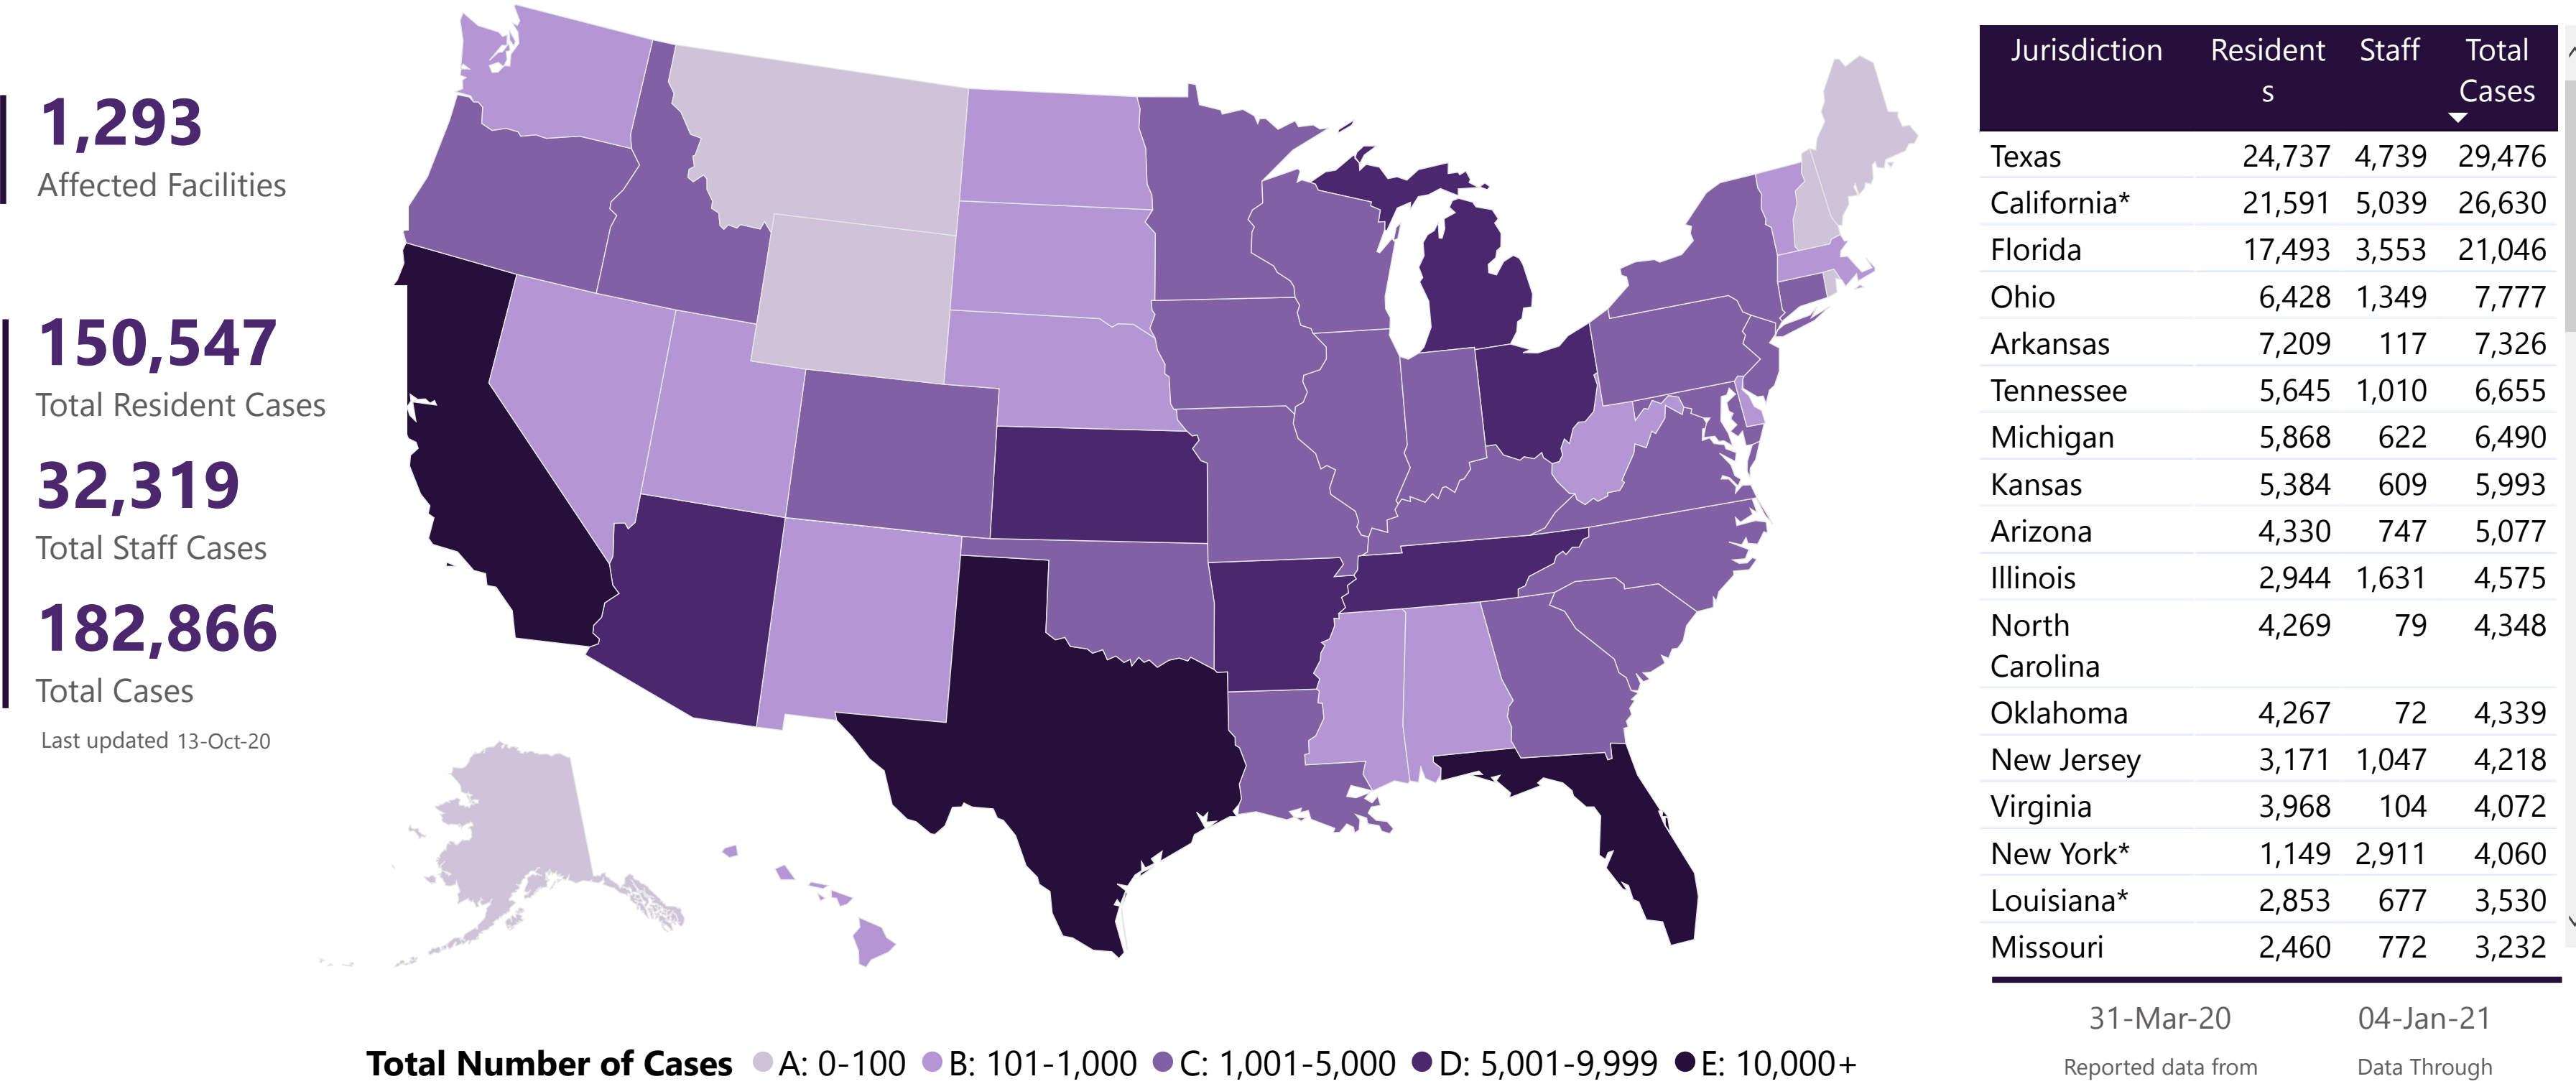 1,293
Affected Facilities
150,547
Total Resident Cases
32,319
Total Staff Cases
182,866
Total Cases
Last updated 13-Oct-20
Total Number of Cases A: 0-100 B: 101-1,000 C: 1,001-5,000 D: 5,001-9,999 E: 10,000+
Jurisdiction Resident Staff Total
s Cases
Texas 24,737 4,739 29,476
California* 21,591 5,039 26,630
Florida 17,493 3,553 21,046
Ohio 6,428 1,349 7,777
Arkansas 7,209 117 7,326
Tennessee 5,645 1,010 6,655
Michigan 5,868 622 6,490
Kansas 5,384 609 5,993
Arizona 4,330 747 5,077
Illinois 2,944 1,631 4,575
North 4,269 79 4,348
Carolina
Oklahoma 4,267 72 4,339
New Jersey 3,171 1,047 4,218
Virginia 3,968 104 4,072
New York* 1,149 2,911 4,060
Louisiana* 2,853 677 3,530
Missouri 2,460 772 3,232
31-Mar-20 04-Jan-21
Reported data from Data Through